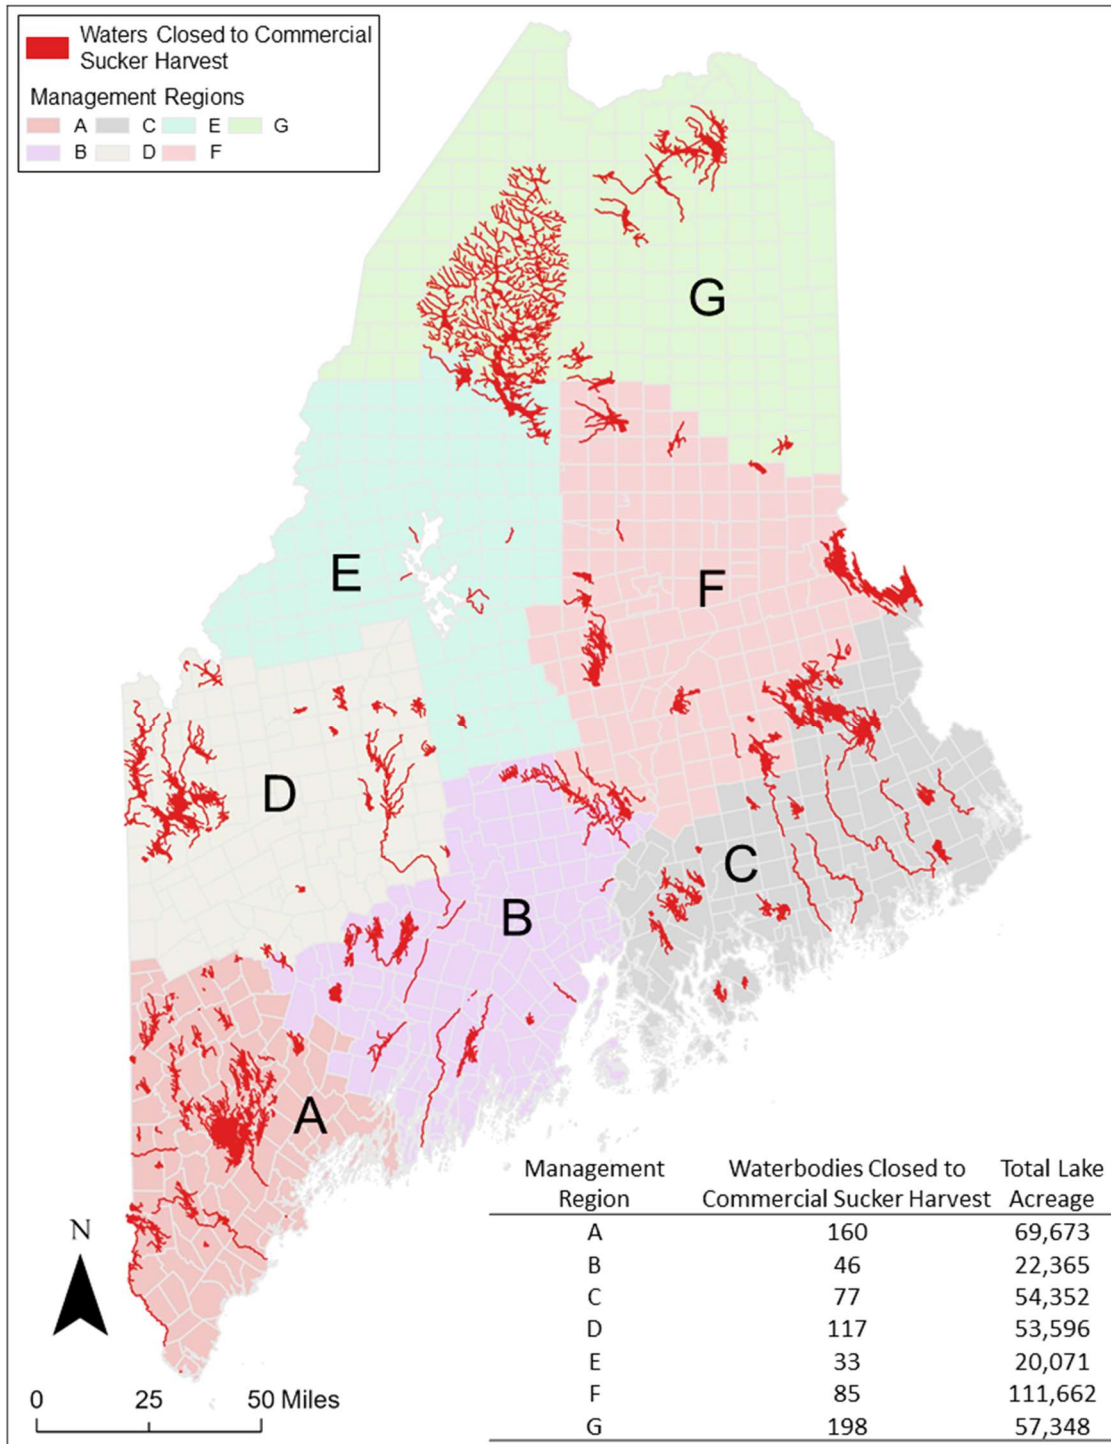 Waters Closed to Commercial
Sucker Harvest
Management Regions
A C E G
B D F
G
E
F
D
C
B
A
N
0 25 50 Miles
Management Waterbodies Closed to Total Lake
Region Commercial Sucker Harvest Acreage
A 160 69,673
B 46 22,365
C 77 54,352
D 117 53,596
E 33 20,071
F 85 111,662
G 198 57,348